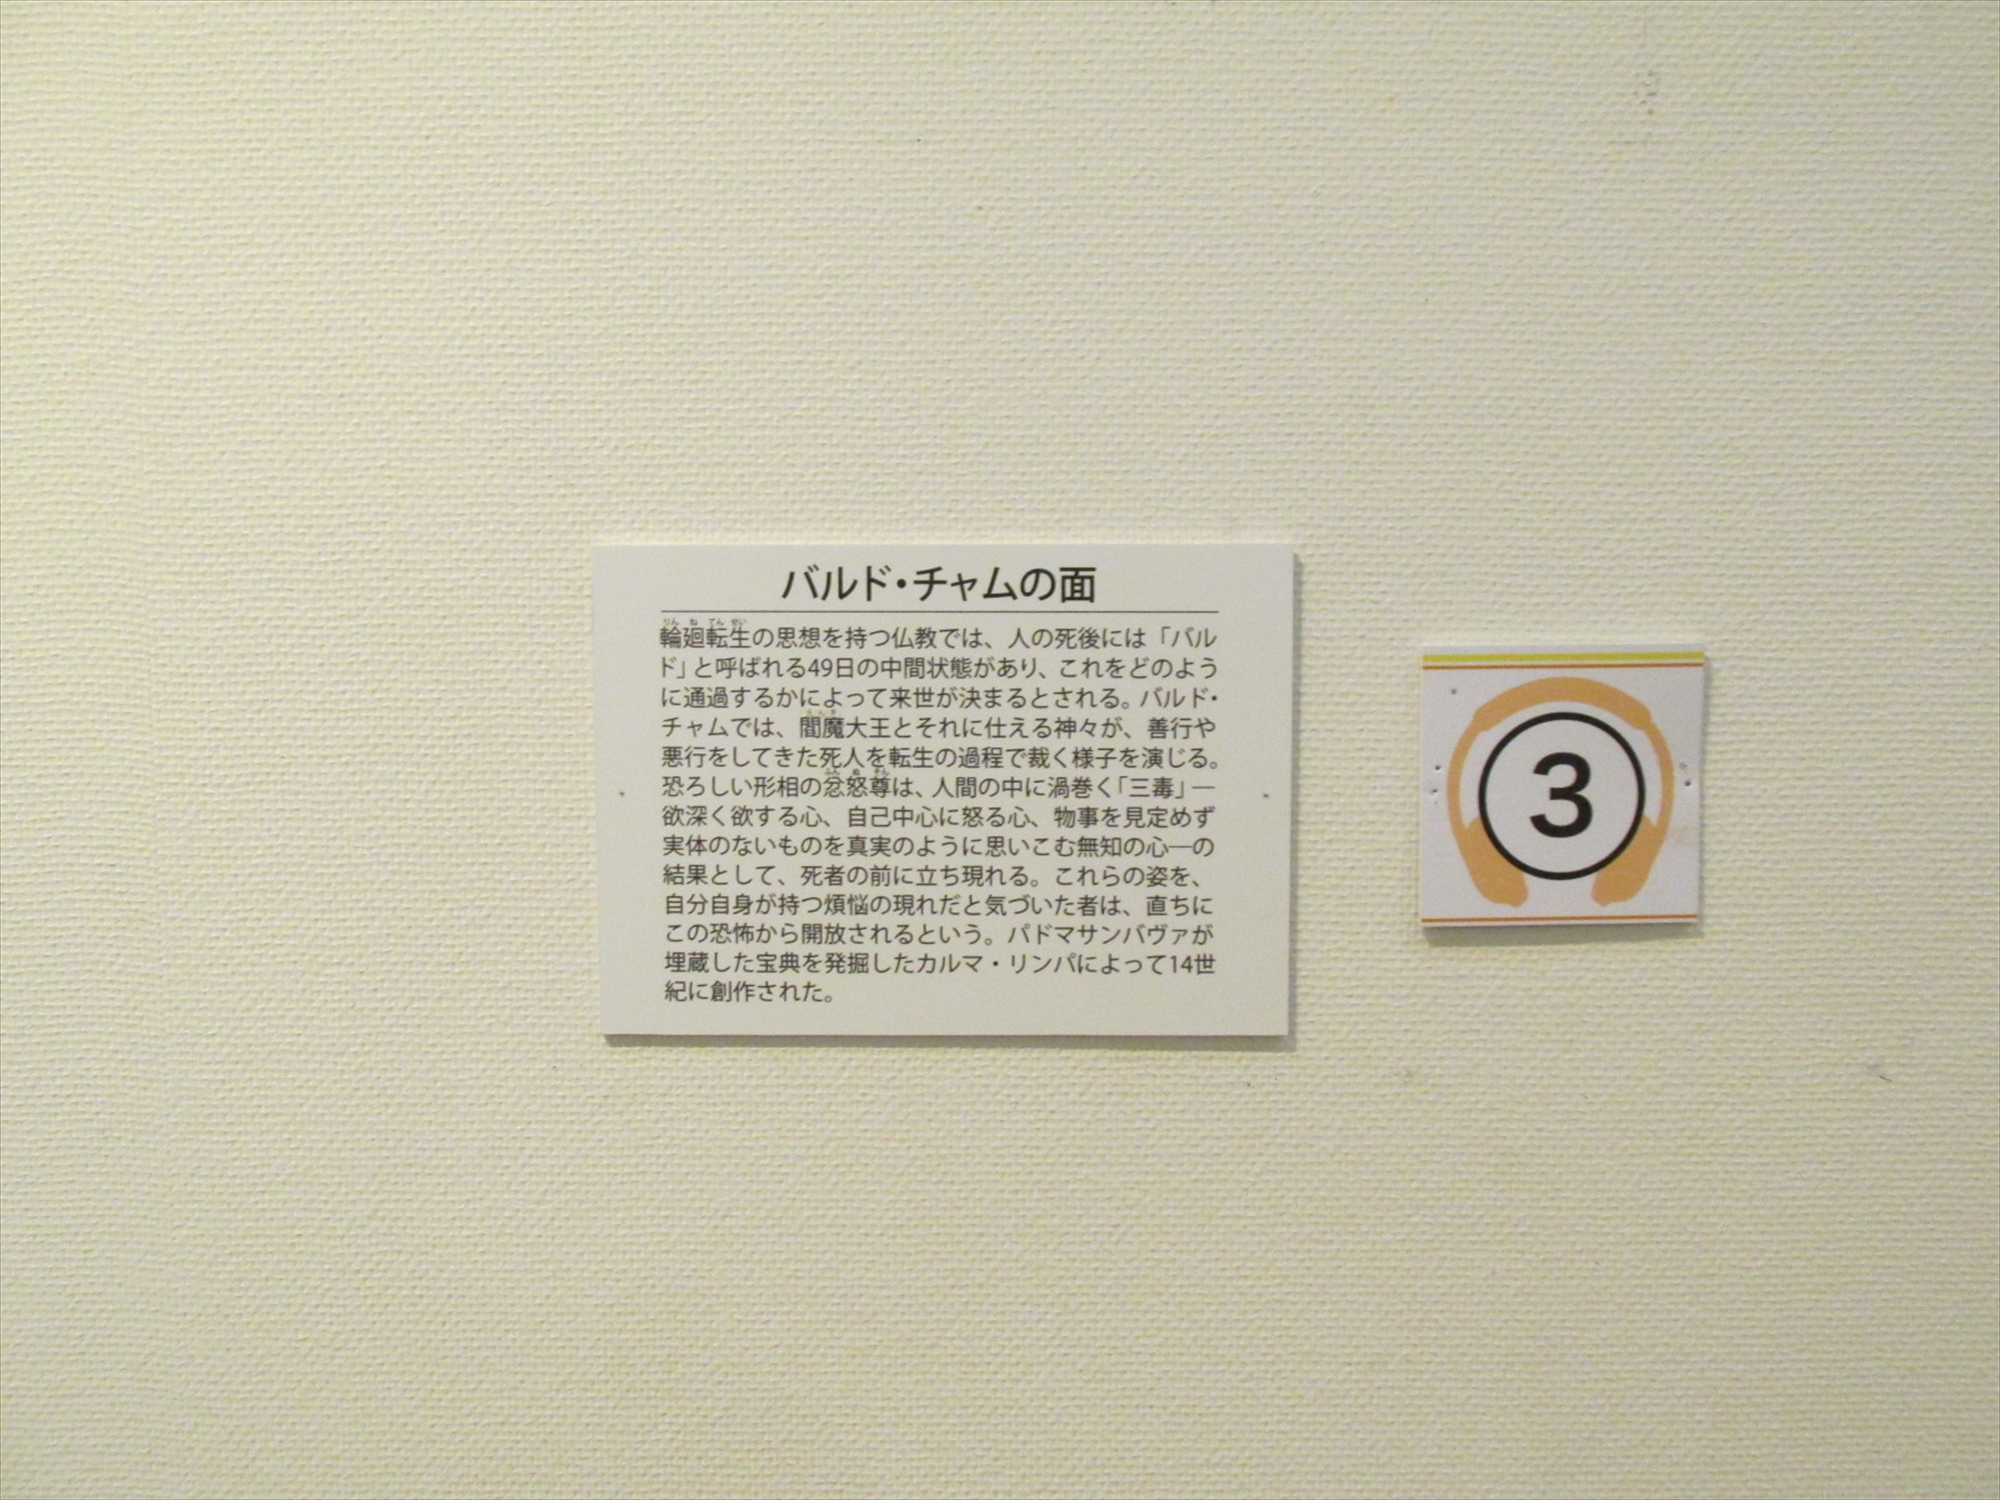 バルド・チャムの面
輪廻転生の思想を持つ仏教では、人の死後には「バル
ド」と呼ばれる49日の中間状態があり、これをどのよう
に通過するかによって来世が決まるとされる。バルド・
チャムでは、閻魔大王とそれに仕える神々が、善行や
悪行をしてきた死人を転生の過程で裁く様子を演じる。
恐ろしい形相の忿怒尊は、人間の中に渦巻く「三毒」―
欲深く欲する心、自己中心に怒る心、物事を見定めず
実体のないものを真実のように思いこむ無知の心―の
結果として、死者の前に立ち現れる。これらの姿を、
自分自身が持つ煩悩の現れだと気づいた者は、直ちに
この恐怖から開放されるという。パドマサンバヴァが
埋蔵した宝典を発掘したカルマ・リンパによって14世
紀に創作された。
3